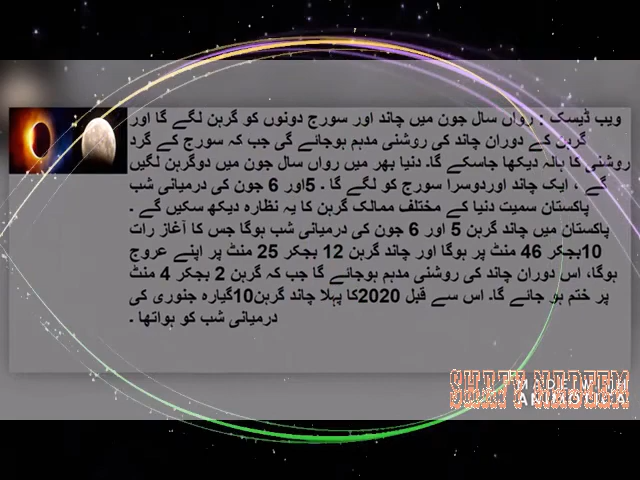 ویب ڈیسک : رواں سال جون میں چاند اور سورج دونوں کو گرہن لگے گا اور
گرہن کے دوران چاند کی روشنی مدہم ہوجائے گی جب کہ سورج کے گرد
روشنی کا ہالہ دیکھا جاسکے گا۔ دنیا بھر میں رواں سال جون میں دوگرہن لگیں
گے ، ایک چاند اوردوسرا سورج کو لگے گا ۔ 5اور 6 جون کی درمیانی شب
پاکستان سمیت دنیا کے مختلف ممالک گرہن کا یہ نظارہ دیکھ سکیں گے ۔
پاکستان میں چاند گرہن 5 اور 6 جون کی درمیانی شب ہوگا جس کا آغاز رات
10بجکر 46 منٹ پر ہوگا اور چاند گرہن 12 بجکر 25 منٹ پر اپنے عروج
ہوگا، اس دوران چاند کی روشنی مدہم ہوجائے گا جب کہ گرہن 2 بجکر 4 منٹ
پر ختم ہو جائے گا۔ اس سے قبل 2020کا پہلا چاند گرہن10گیارہ جنوری کی
درمیانی شب کو ہواتھا ۔
MADE WITH